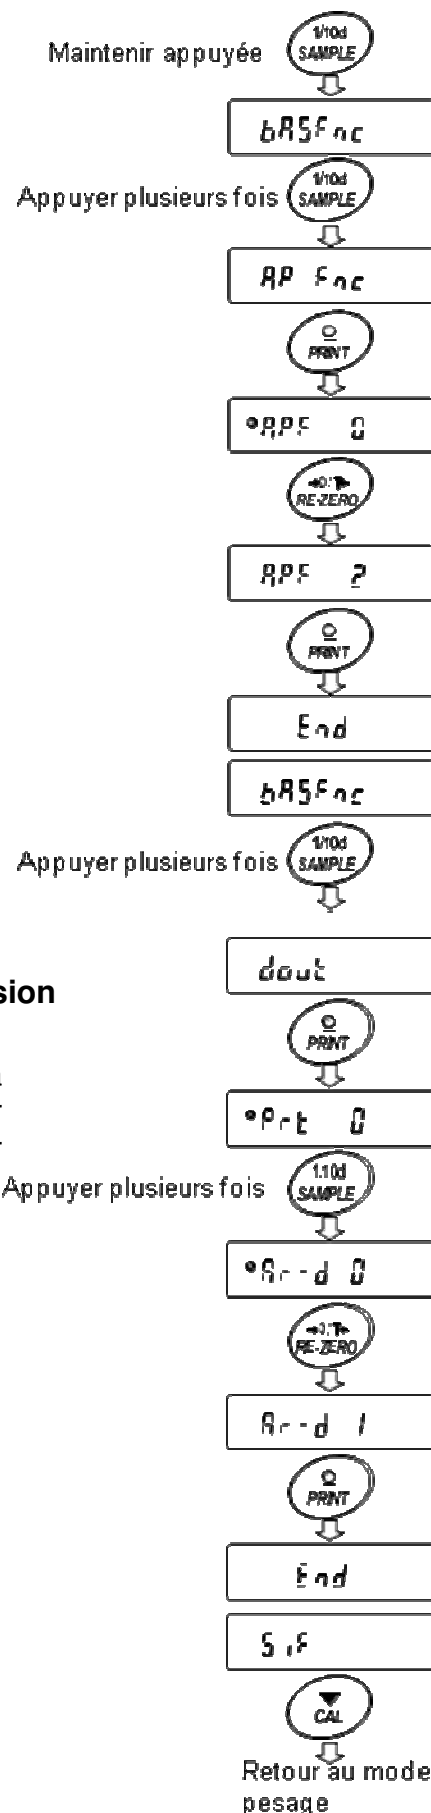 Maintenir appuyée 1/10d
SAMPLE
bASFnc
Appuyer plusieurs fois 1/10d
SAMPLE
AP Fnc
PRINT
APF 0
→0/T←
RE-ZERO
APF 2
PRINT
End
bASFnc
Appuyer plusieurs fois 1/10d
SAMPLE
dout
sion
PRINT
Prt 0
Appuyer plusieurs fois 1.10d
SAMPLE
Ar-d 0
→0/T←
RE-ZERO
Ar-d 1
PRINT
End
SiF
CAL
Retour au mode
pesage